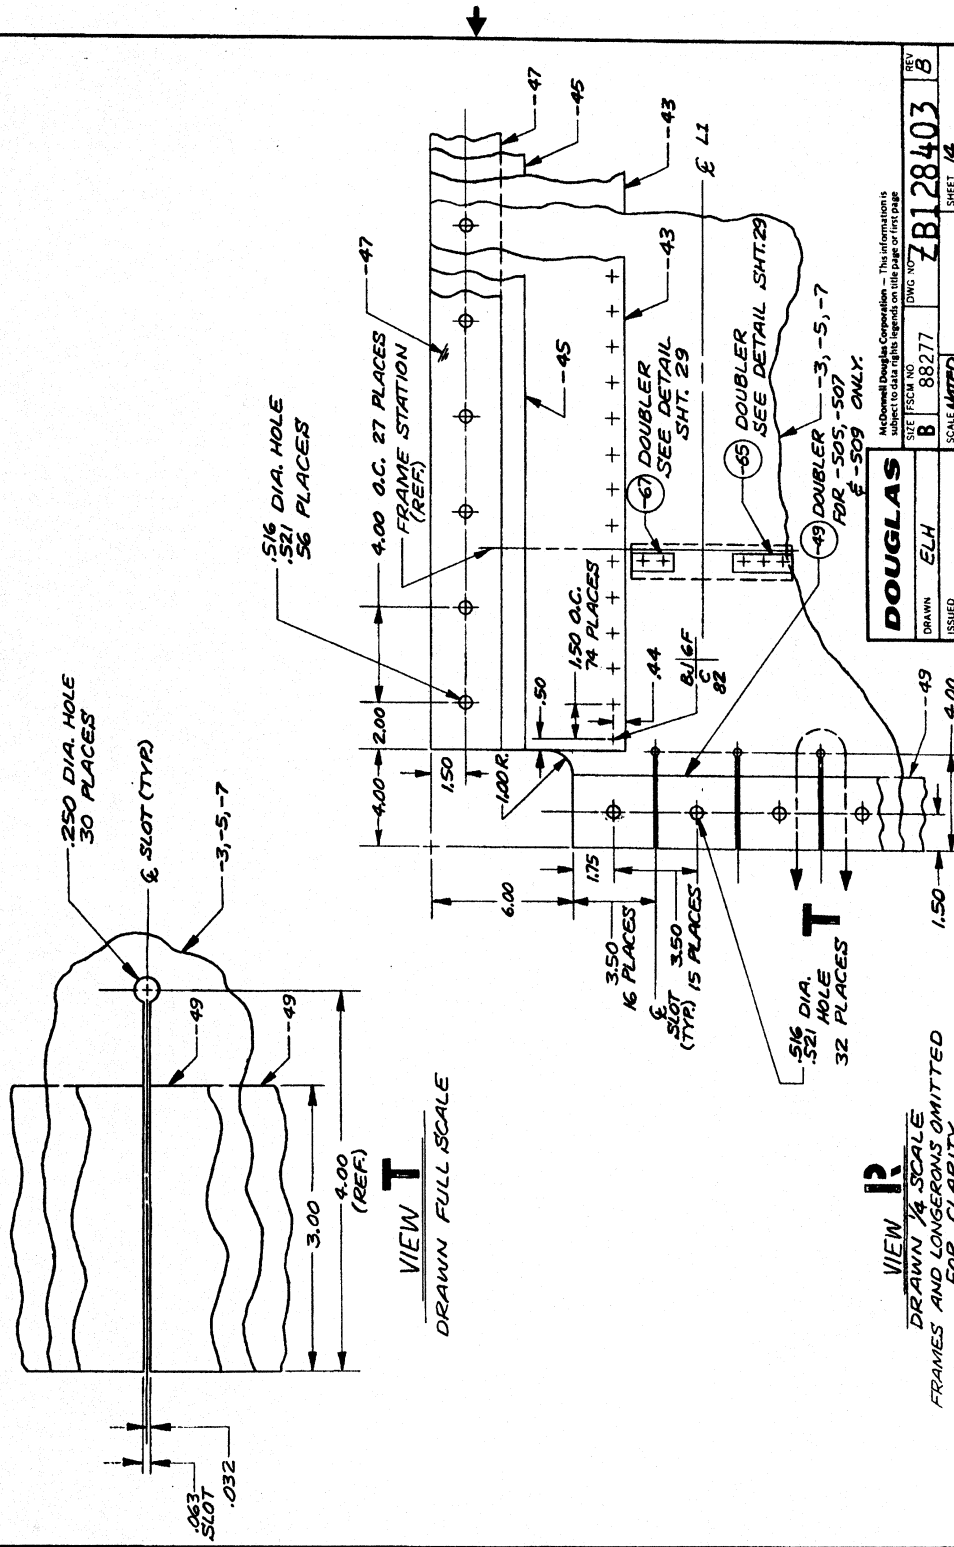 .250 DIA. HOLE
30 PLACES
℄ SLOT (TYP.)
-3,-5,-7
-49
-49
3.00
4.00
(REF.)
.063
SLOT
.032
VIEW T
DRAWN FULL SCALE
.516
.521 DIA. HOLE
56 PLACES
4.00 O.C. 27 PLACES
FRAME STATION
(REF.)
-47
-47
-45
-43
2.00
4.00
1.50
1.00 R.
6.00
-45
-43
.50
1.50 O.C.
74 PLACES
.44
BJ 6F
C
82
℄ L1
-67 DOUBLER
SEE DETAIL
SHT. 29
-65 DOUBLER
SEE DETAIL SHT.29
-3,-5,-7
-49 DOUBLER
FOR -505,-507
& -509 ONLY.
1.75
3.50
16 PLACES
3.50
15 PLACES
℄
SLOT
(TYP.)
.516
.521 DIA.
HOLE
32 PLACES
T
-49
4.00
1.50
VIEW R
DRAWN 1/4 SCALE
FRAMES AND LONGERONS OMITTED
FOR CLARITY
McDonnell Douglas Corporation — This information is
subject to data rights legends on title page or first page
DOUGLAS
DRAWN ELH
ISSUED
SIZE B
FSCM NO. 88277
DWG NO. ZB128403
REV B
SCALE NOTED
SHEET 14